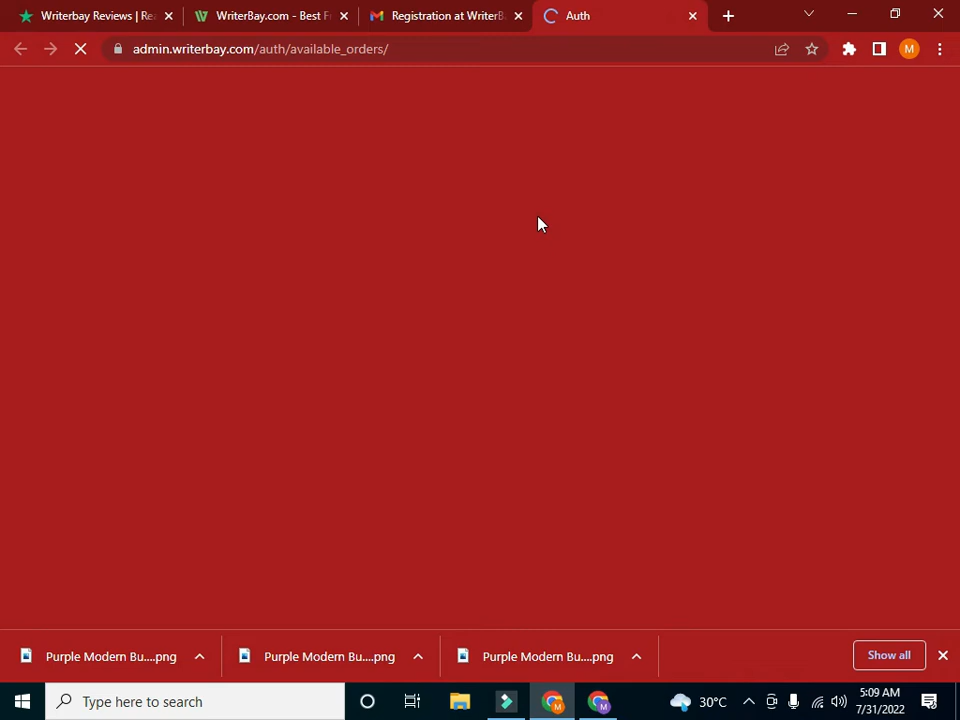 Writerbay Reviews | Re
WriterBay.com - Best F
Registration at WriterB
Auth
admin.writerbay.com/auth/available_orders/
M
Purple Modern Bu....png
Purple Modern Bu....png
Purple Modern Bu....png
Show all
Type here to search
M
M
30°C
5:09 AM
7/31/2022